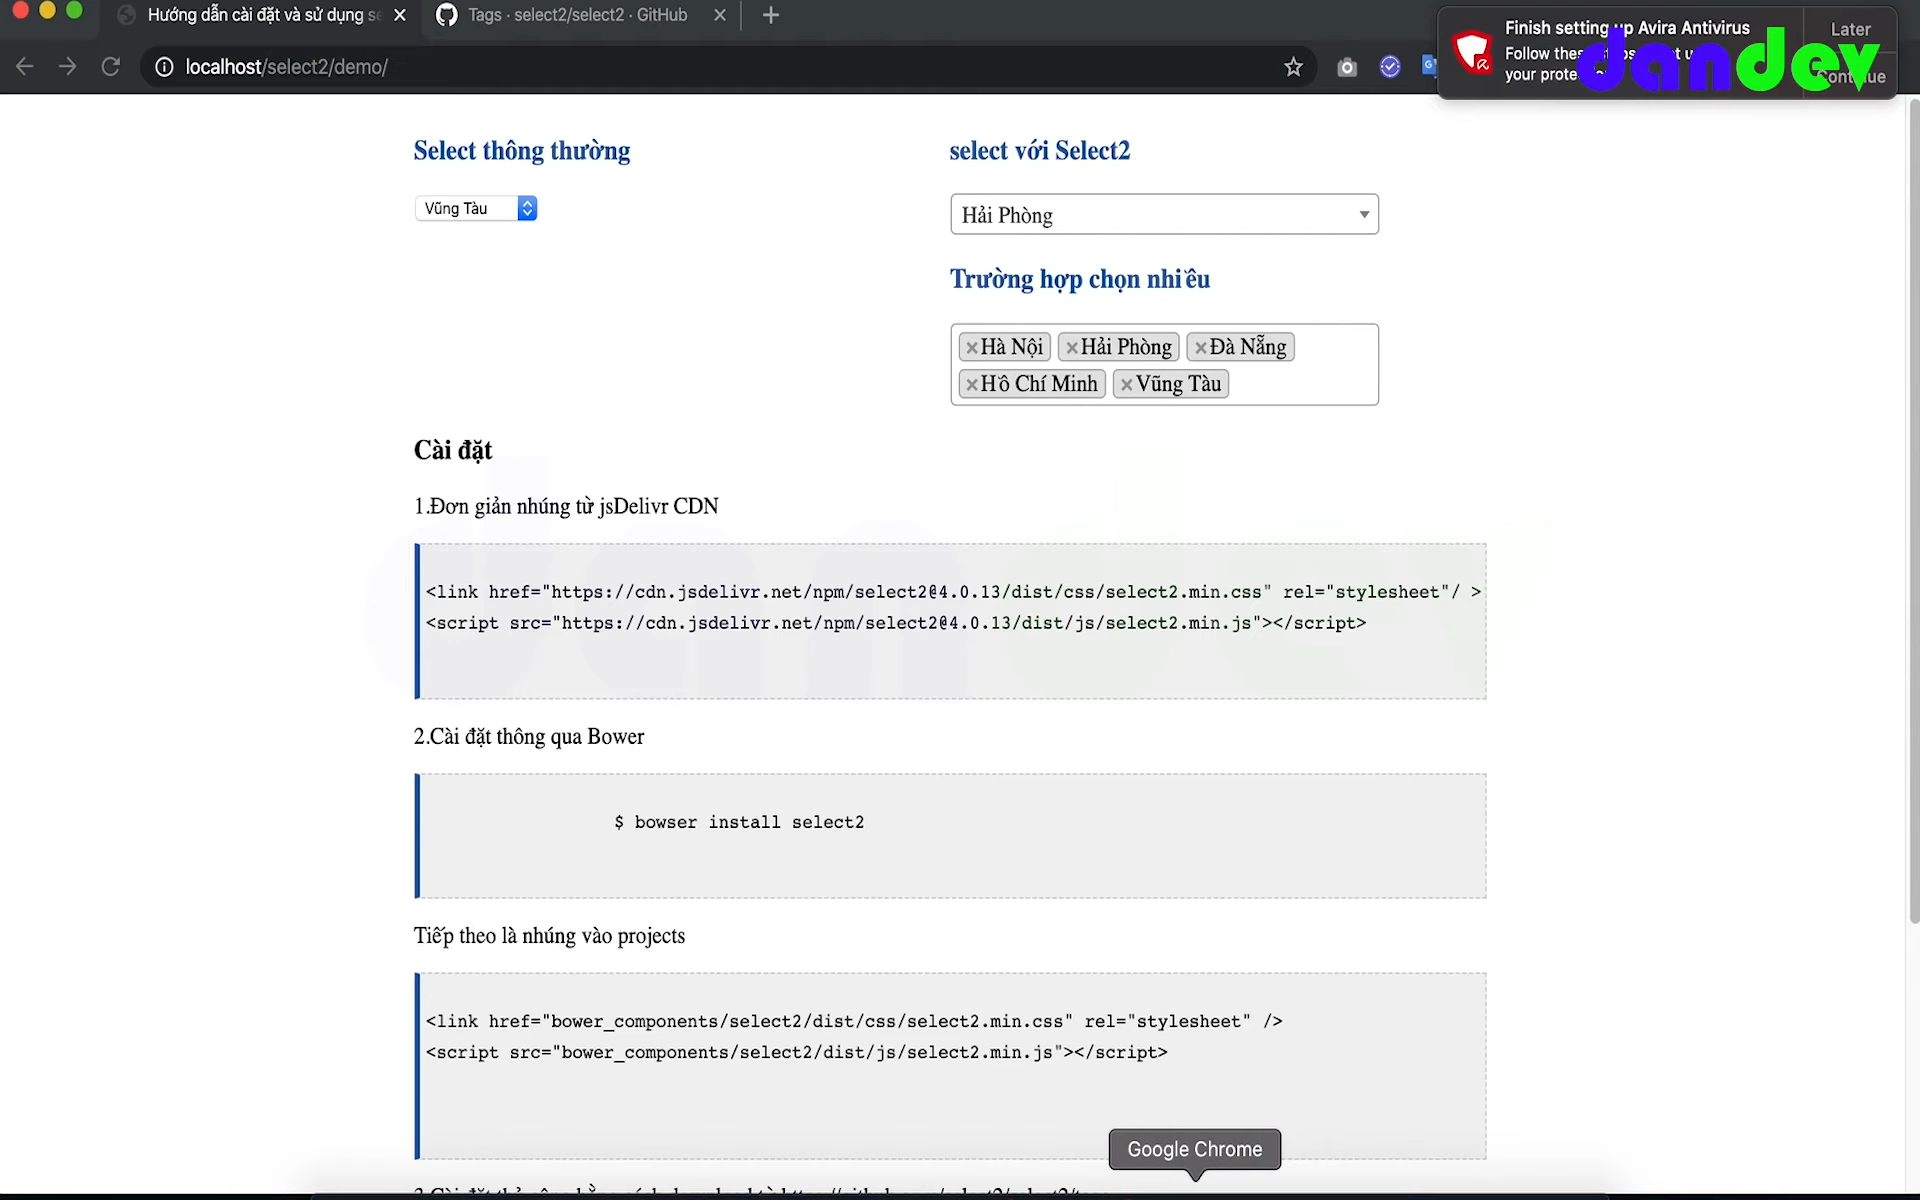 Hướng dẫn cài đặt và sử dụng se
Tags · select2/select2 · GitHub
localhost/select2/demo/
Finish setting up Avira Antivirus
Later
dandev
Select thông thường
select với Select2
Vũng Tàu
Hải Phòng
Trường hợp chọn nhiều
×Hà Nội ×Hải Phòng ×Đà Nẵng
×Hồ Chí Minh ×Vũng Tàu
Cài đặt
1.Đơn giản nhúng từ jsDelivr CDN
<link href="https://cdn.jsdelivr.net/npm/select2@4.0.13/dist/css/select2.min.css" rel="stylesheet"/ >
<script src="https://cdn.jsdelivr.net/npm/select2@4.0.13/dist/js/select2.min.js"></script>
2.Cài đặt thông qua Bower
$ bowser install select2
Tiếp theo là nhúng vào projects
<link href="bower_components/select2/dist/css/select2.min.css" rel="stylesheet" />
<script src="bower_components/select2/dist/js/select2.min.js"></script>
Google Chrome